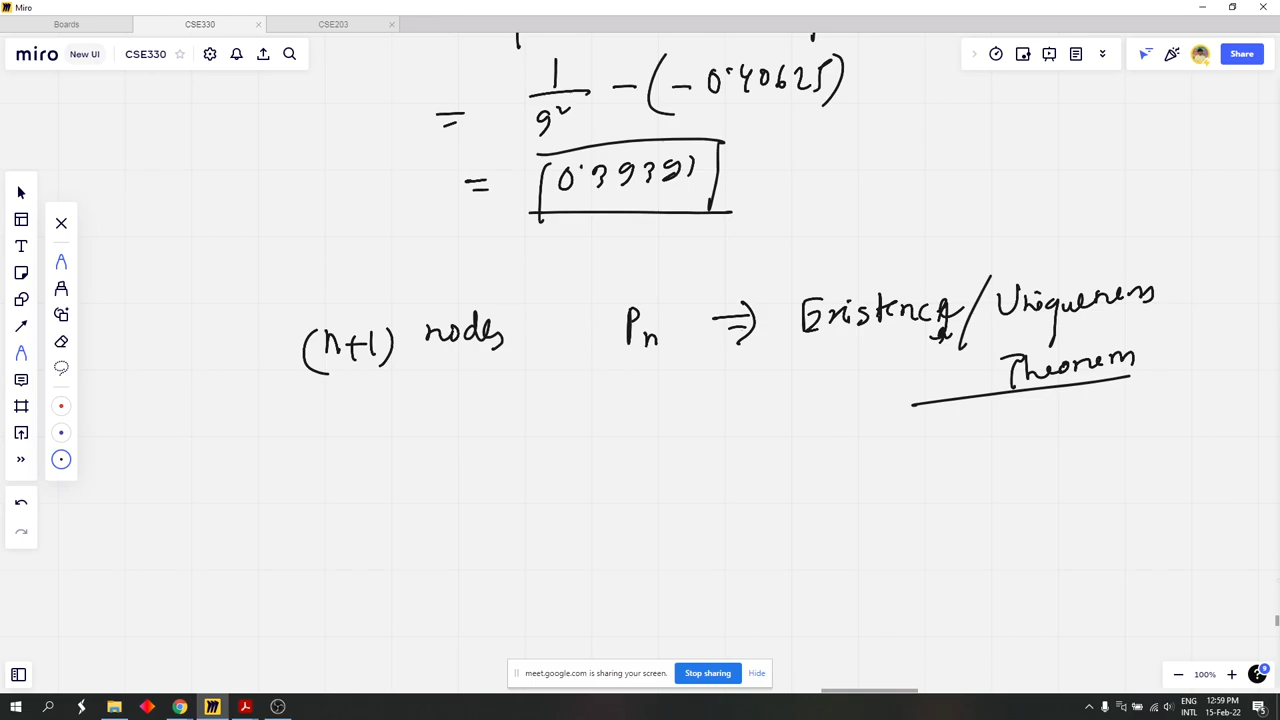 Miro
Boards CSE330 CSE203
miro New UI CSE330 Share
1
= 9² - (-0.40625)
= 0.3939
(n+1) nodes Pn ⇒ Existence / Uniqueness
Theorem
meet.google.com is sharing your screen. Stop sharing Hide
100%
ENG 12:59 PM
INTL 15-Feb-22